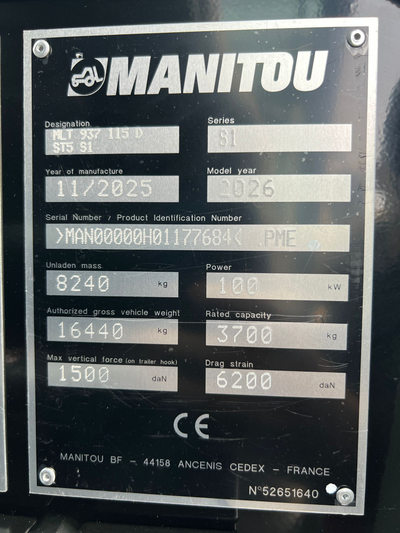 MANITOU
Designation
MLT 937 115 D
ST5 S1
Series
S1
Year of manufacture
11/2025
Model year
2026
Serial Number / Product Identification Number
>MAN00000H01177684< PME
Unladen mass
8240 kg
Power
100 kW
Authorized gross vehicle weight
16440 kg
Rated capacity
3700 kg
Max vertical force (on trailer hook)
1500 daN
Drag strain
6200 daN
CE
MANITOU BF – 44158 ANCENIS CEDEX – FRANCE
N°52651640